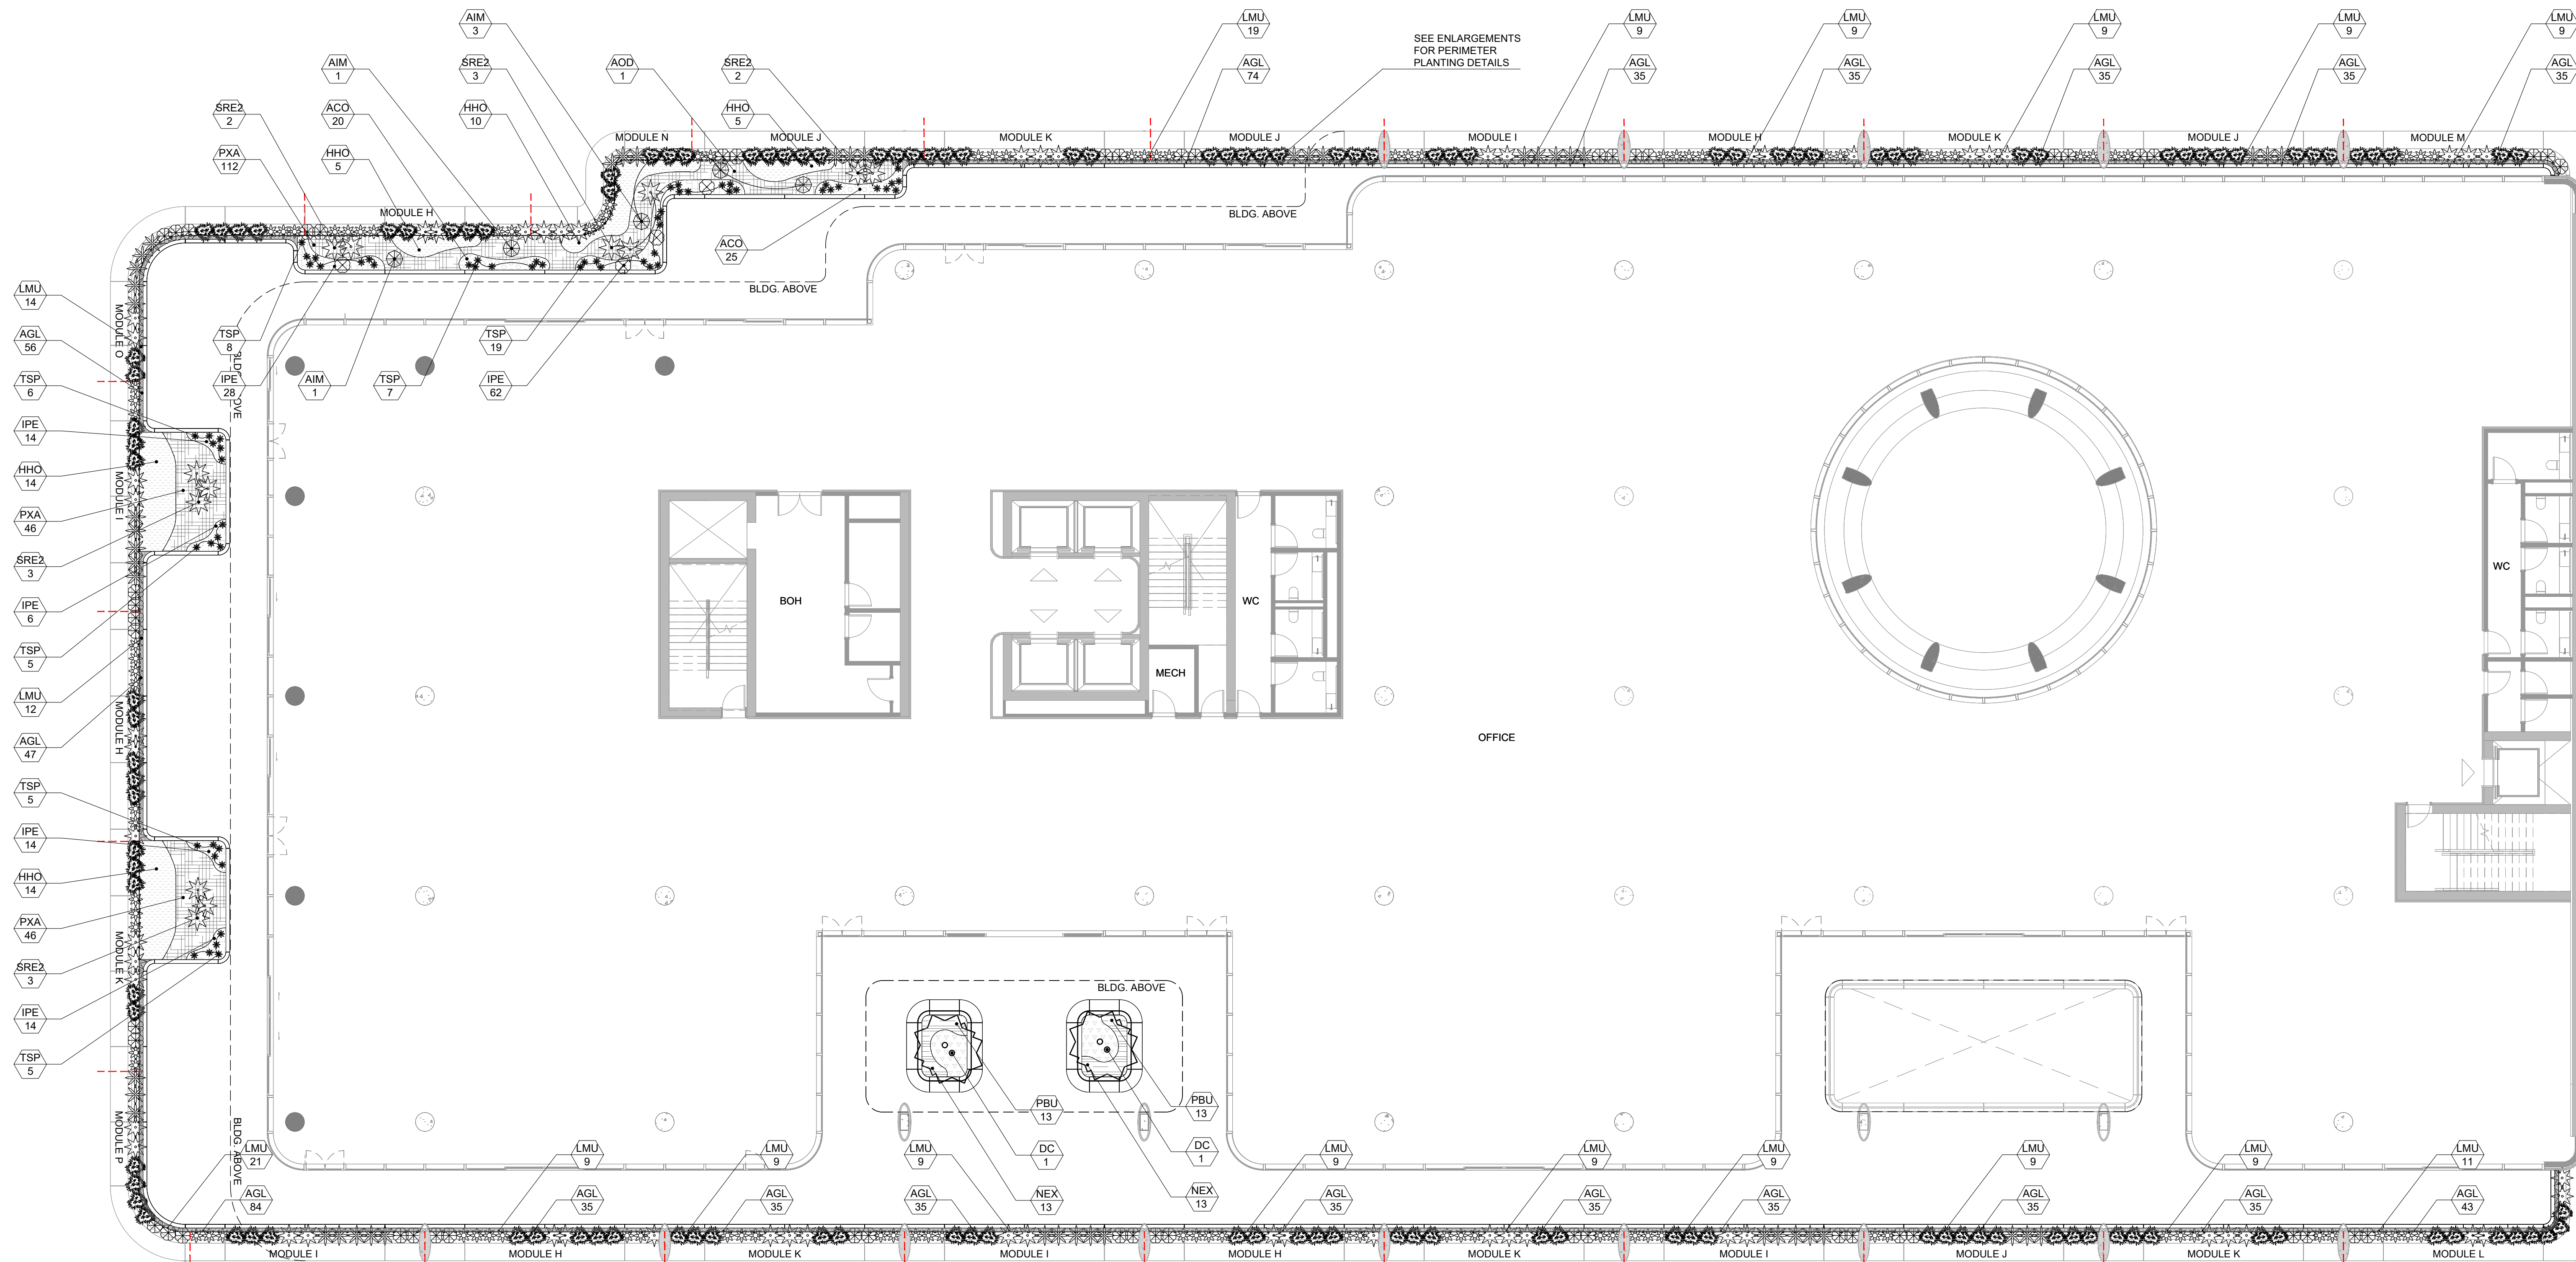 AIM
3
LMU
19
LMU
9
LMU
9
LMU
9
LMU
9
LMU
9
SEE ENLARGEMENTS
FOR PERIMETER
PLANTING DETAILS
AIM
1
SRE2
3
AOD
1
SRE2
2
AGL
74
AGL
35
AGL
35
AGL
35
AGL
35
AGL
35
SRE2
2
ACO
20
HHO
10
HHO
5
PXA
112
HHO
5
MODULE N
MODULE J
MODULE K
MODULE J
MODULE I
MODULE H
MODULE K
MODULE J
MODULE M
MODULE H
BLDG. ABOVE
ACO
25
BLDG. ABOVE
LMU
14
MODULE O
AGL
56
TSP
8
TSP
19
BLDG. ABOVE
TSP
6
IPE
28
AIM
1
TSP
7
IPE
62
IPE
14
HHO
14
MODULE I
PXA
46
SRE2
3
WC
IPE
6
BOH
WC
TSP
5
MECH
LMU
12
MODULE H
AGL
47
OFFICE
TSP
5
IPE
14
HHO
14
PXA
46
MODULE K
SRE2
3
BLDG. ABOVE
IPE
14
TSP
5
PBU
13
PBU
13
MODULE P
BLDG. ABOVE
LMU
21
LMU
9
LMU
9
LMU
9
DC
1
DC
1
LMU
9
LMU
9
LMU
9
LMU
9
LMU
9
LMU
11
AGL
84
AGL
35
AGL
35
AGL
35
NEX
13
NEX
13
AGL
35
AGL
35
AGL
35
AGL
35
AGL
35
AGL
43
MODULE I
MODULE H
MODULE K
MODULE I
MODULE H
MODULE K
MODULE I
MODULE J
MODULE K
MODULE L